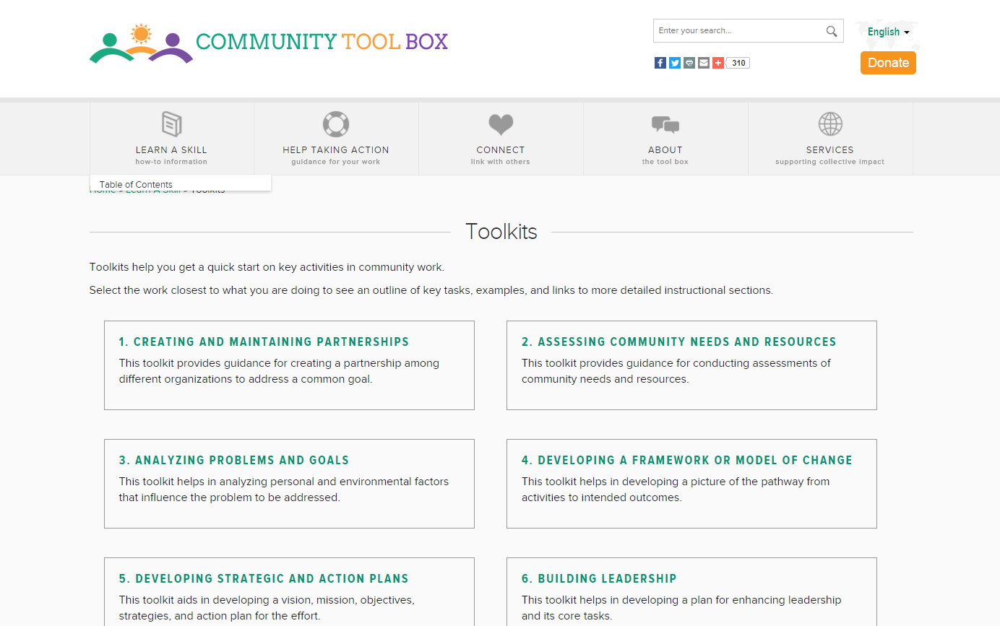 COMMUNITY TOOL BOX
Enter your search...
English
310
Donate
LEARN A SKILL
how-to information
HELP TAKING ACTION
guidance for your work
CONNECT
link with others
ABOUT
the tool box
SERVICES
supporting collective impact
Table of Contents
Home » Learn A Skill » Toolkits
Toolkits
Toolkits help you get a quick start on key activities in community work.
Select the work closest to what you are doing to see an outline of key tasks, examples, and links to more detailed instructional sections.
1. CREATING AND MAINTAINING PARTNERSHIPS
This toolkit provides guidance for creating a partnership among
different organizations to address a common goal.
2. ASSESSING COMMUNITY NEEDS AND RESOURCES
This toolkit provides guidance for conducting assessments of
community needs and resources.
3. ANALYZING PROBLEMS AND GOALS
This toolkit helps in analyzing personal and environmental factors
that influence the problem to be addressed.
4. DEVELOPING A FRAMEWORK OR MODEL OF CHANGE
This toolkit helps in developing a picture of the pathway from
activities to intended outcomes.
5. DEVELOPING STRATEGIC AND ACTION PLANS
This toolkit aids in developing a vision, mission, objectives,
strategies, and action plan for the effort.
6. BUILDING LEADERSHIP
This toolkit helps in developing a plan for enhancing leadership
and its core tasks.